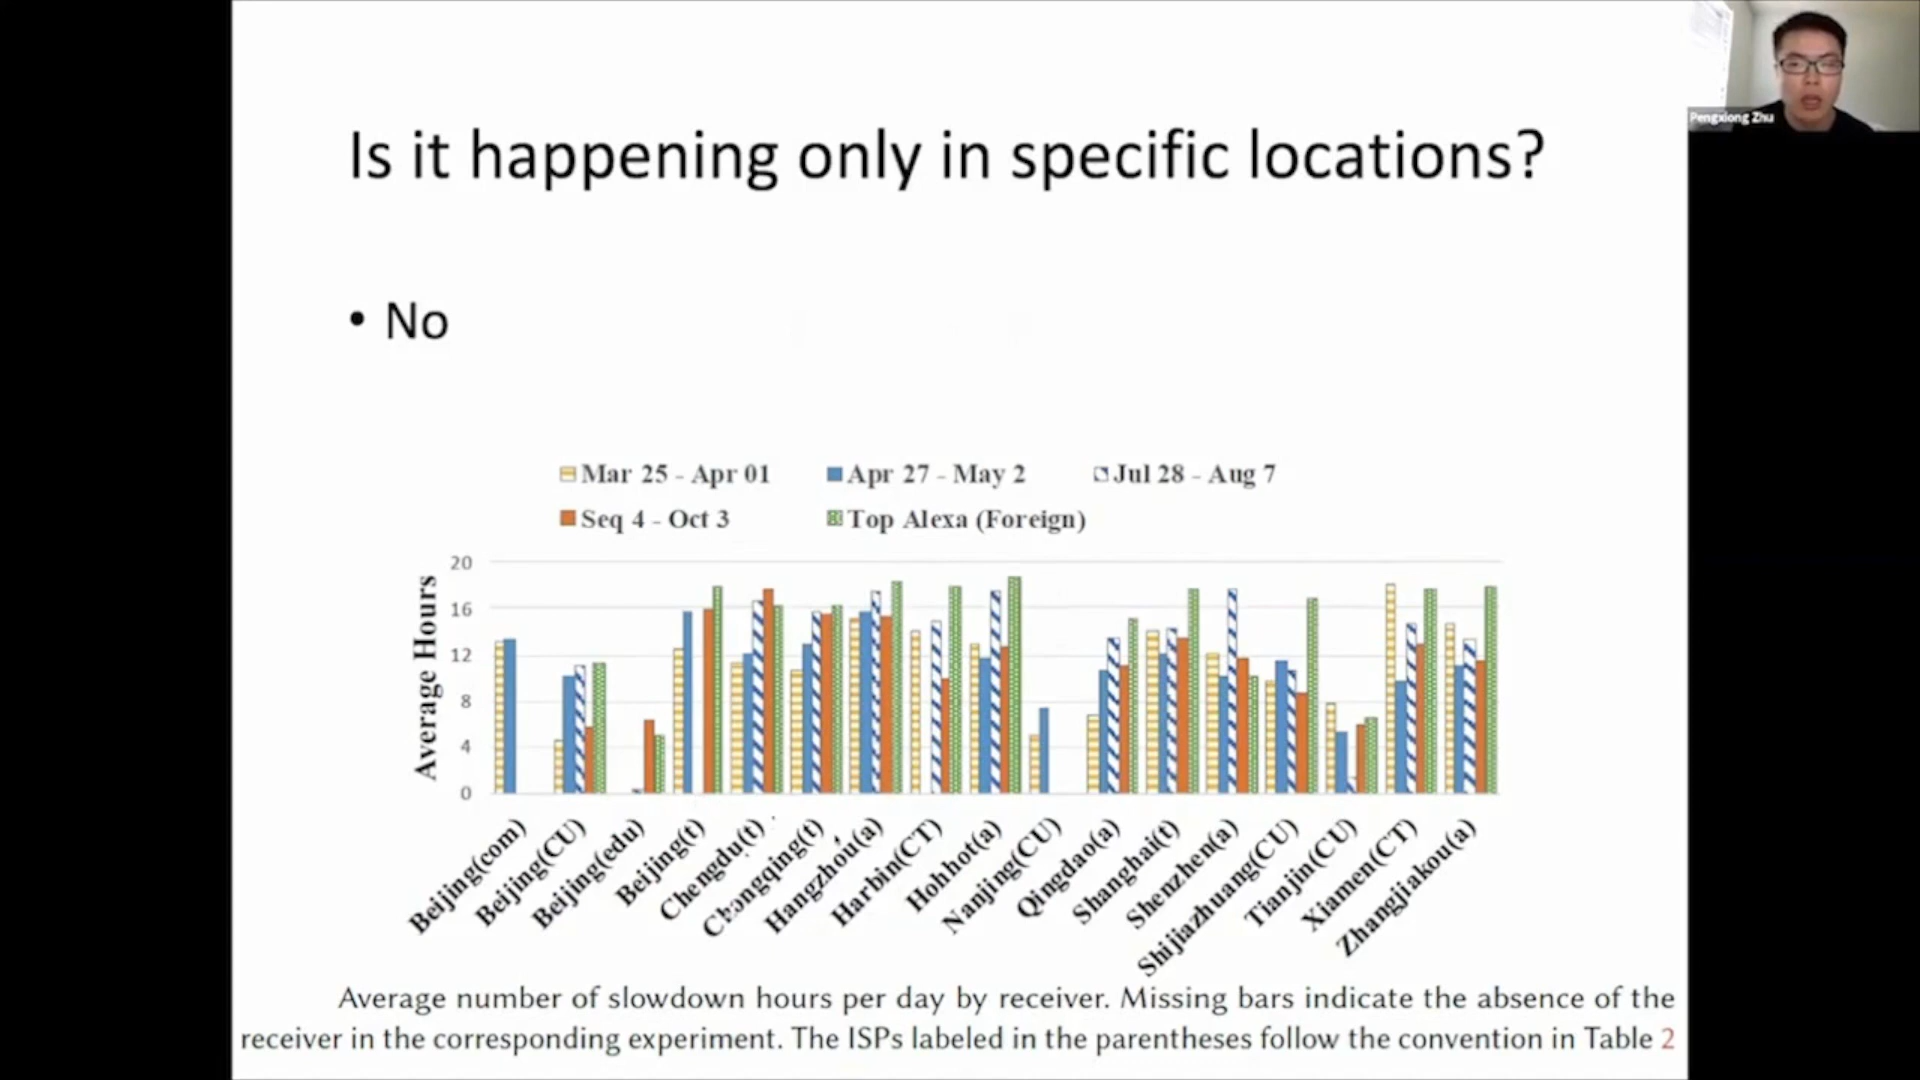 Pengxiong Zhu
Is it happening only in specific locations?
• No
Mar 25 - Apr 01
Apr 27 - May 2
Jul 28 - Aug 7
Seq 4 - Oct 3
Top Alexa (Foreign)
Average Hours
20
16
12
8
4
0
Beijing(com)
Beijing(CU)
Beijing(edu)
Beijing(t)
Chengdu(t)
Chongqing(t)
Hangzhou(a)
Harbin(CT)
Hohhot(a)
Nanjing(CU)
Qingdao(a)
Shanghai(t)
Shenzhen(a)
Shijiazhuang(CU)
Tianjin(CU)
Xiamen(CT)
Zhangjiakou(a)
Average number of slowdown hours per day by receiver. Missing bars indicate the absence of the
receiver in the corresponding experiment. The ISPs labeled in the parentheses follow the convention in Table 2